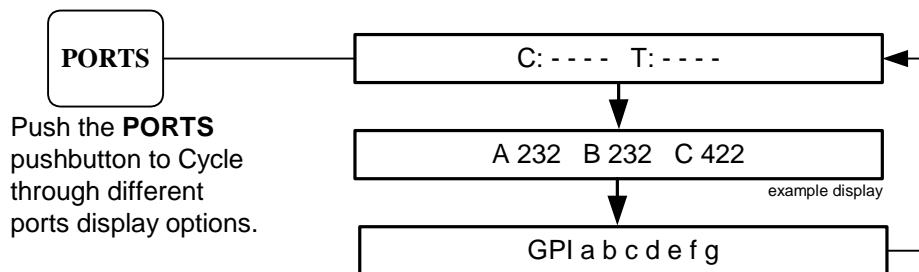 PORTS
Push the PORTS
pushbutton to Cycle
through different
ports display options.
C: - - - - T: - - - -
A 232 B 232 C 422
example display
GPI a b c d e f g